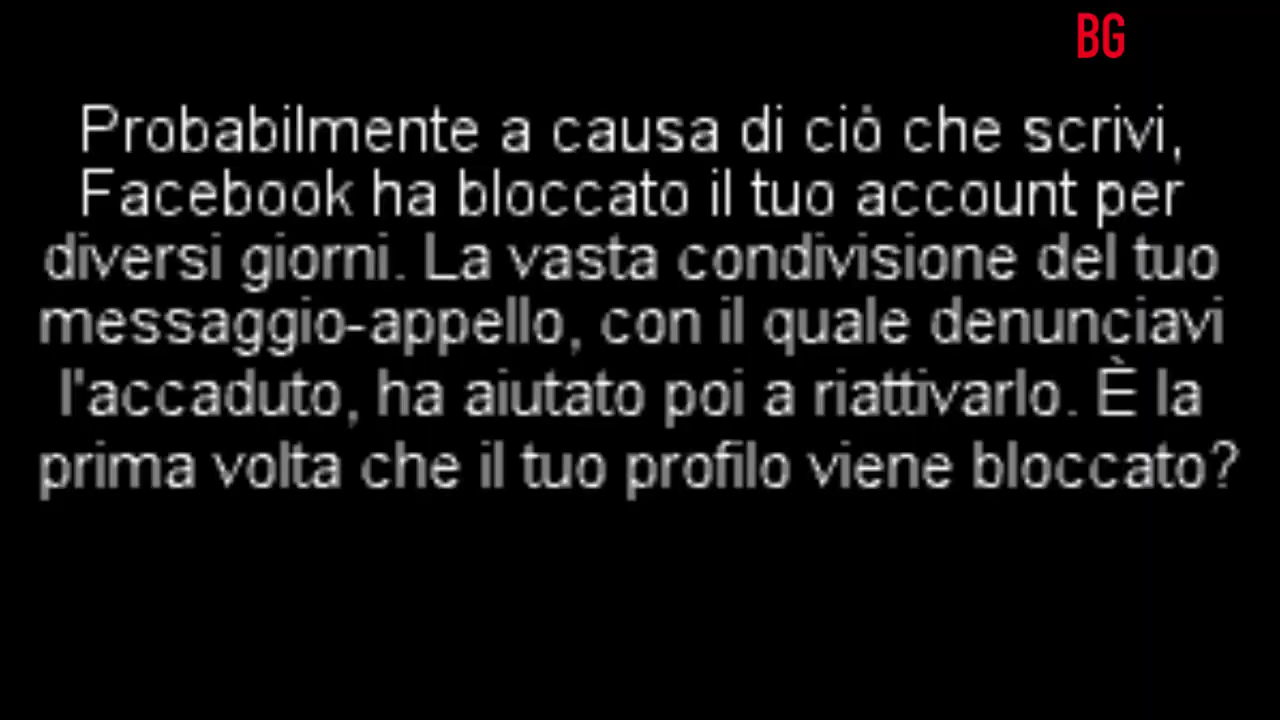 BG
Probabilmente a causa di ciò che scrivi,
Facebook ha bloccato il tuo account per
diversi giorni. La vasta condivisione del tuo
messaggio-appello, con il quale denunciavi
l'accaduto, ha aiutato poi a riattivarlo. È la
prima volta che il tuo profilo viene bloccato?